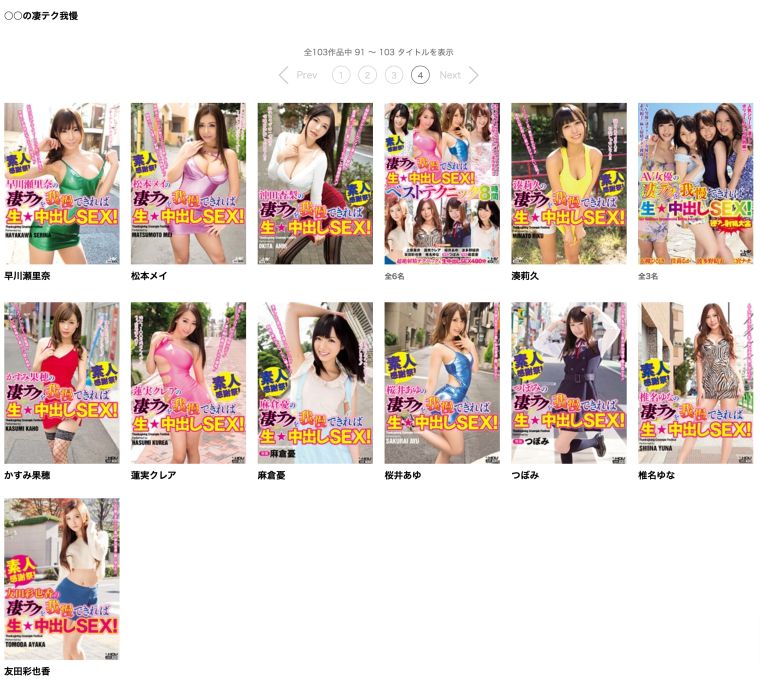 〇〇の凄テク我慢
全103作品中 91 〜 103 タイトルを表示
Prev 1 2 3 4 Next
素人
感謝祭!
早川瀬里奈の
凄テクを我慢できれば
生★中出しSEX!
HAYAKAWA SERINA
早川瀬里奈
素人
感謝祭!
松本メイの
凄テクを我慢できれば
生★中出しSEX!
MATSUMOTO MEI
松本メイ
素人
感謝祭!
沖田杏梨の
凄テクを我慢できれば
生★中出しSEX!
OKITA ANRI
素人
感謝祭!
凄テクを我慢できれば
生★中出しSEX!
ベストテクニック8時間
全6名
素人
感謝祭!
湊莉久の
凄テクを我慢できれば
生★中出しSEX!
MINATO RIKU
湊莉久
AV女優の
凄テクを我慢できれば
生★中出しSEX!
全3名
素人
感謝祭!
かすみ果穂の
凄テクを我慢できれば
生★中出しSEX!
KASUMI KAHO
かすみ果穂
素人
感謝祭!
蓮実クレアの
凄テクを我慢できれば
生★中出しSEX!
HASUMI KUREA
蓮実クレア
素人
感謝祭!
麻倉憂の
凄テクを我慢できれば
生★中出しSEX!
麻倉憂
麻倉憂
素人
感謝祭!
桜井あゆの
凄テクを我慢できれば
生★中出しSEX!
SAKURAI AYU
桜井あゆ
素人
感謝祭!
つぼみの
凄テクを我慢できれば
生★中出しSEX!
つぼみ
つぼみ
素人
感謝祭!
椎名ゆなの
凄テクを我慢できれば
生★中出しSEX!
SHIINA YUNA
椎名ゆな
素人
感謝祭!
友田彩也香の
凄テクを我慢できれば
生★中出しSEX!
TOMODA AYAKA
友田彩也香